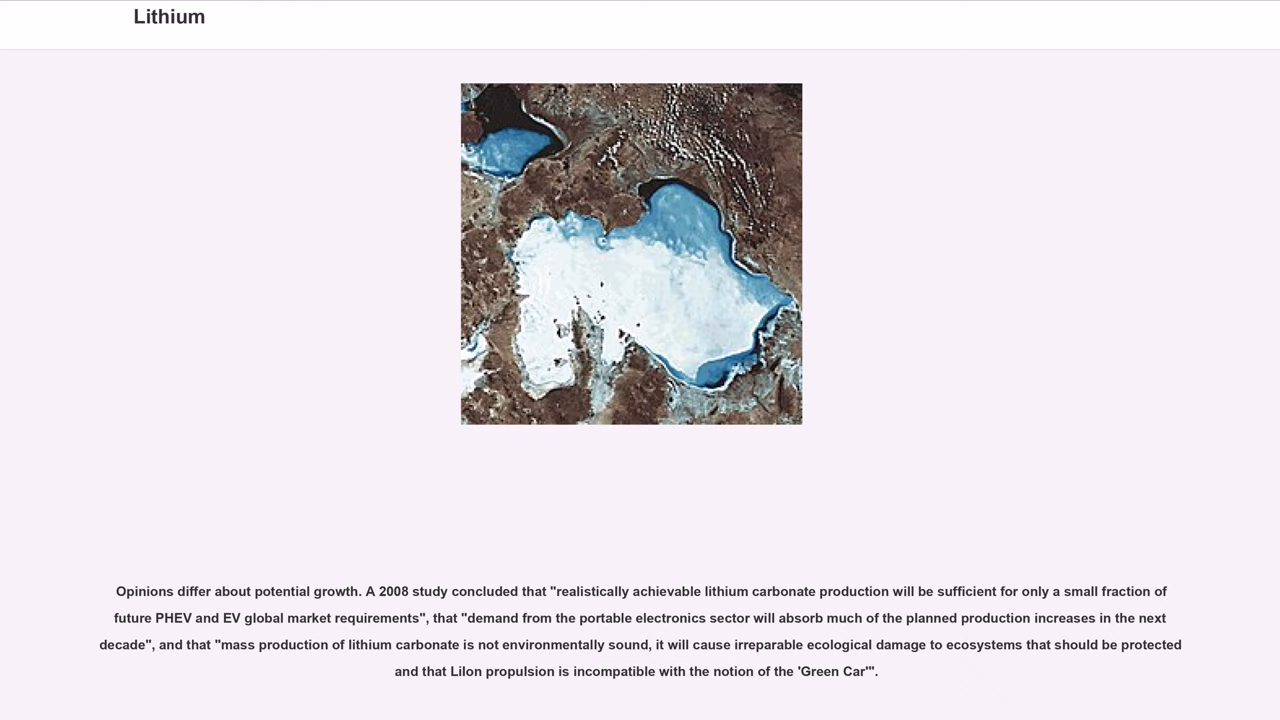 Lithium
Opinions differ about potential growth. A 2008 study concluded that "realistically achievable lithium carbonate production will be sufficient for only a small fraction of
future PHEV and EV global market requirements", that "demand from the portable electronics sector will absorb much of the planned production increases in the next
decade", and that "mass production of lithium carbonate is not environmentally sound, it will cause irreparable ecological damage to ecosystems that should be protected
and that LiIon propulsion is incompatible with the notion of the 'Green Car'".